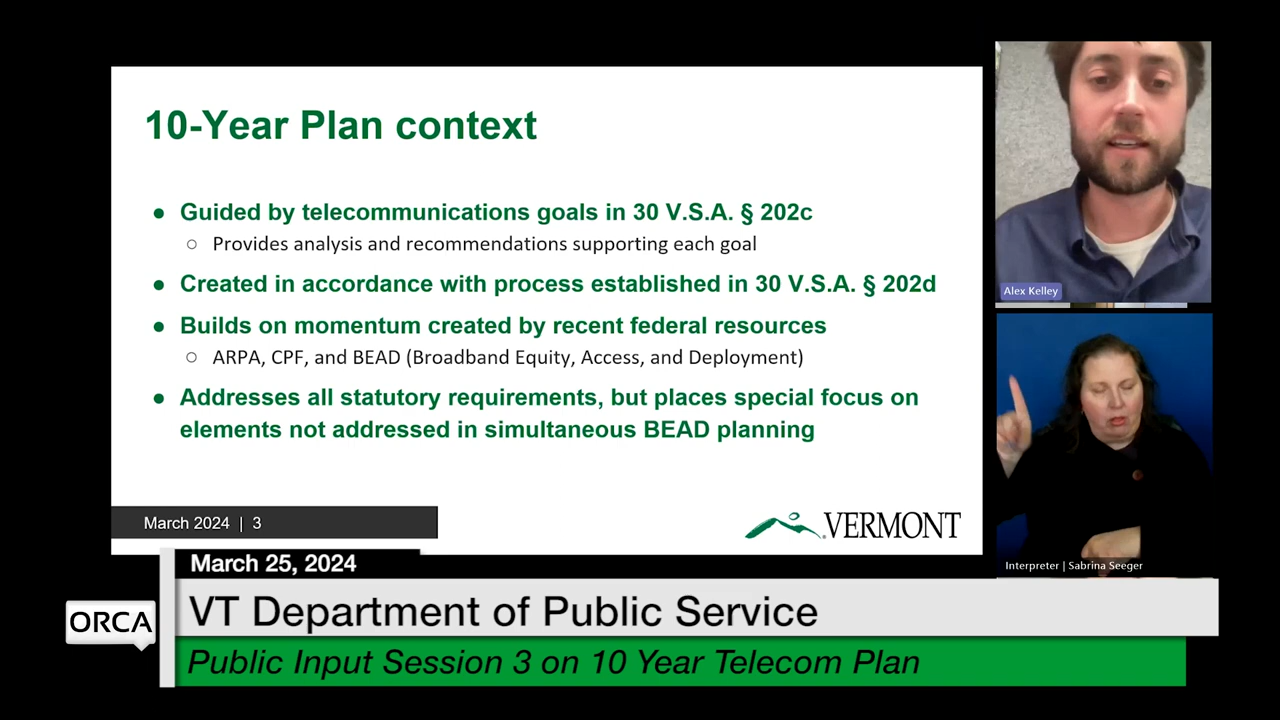 10-Year Plan context
● Guided by telecommunications goals in 30 V.S.A. § 202c
○ Provides analysis and recommendations supporting each goal
● Created in accordance with process established in 30 V.S.A. § 202d
● Builds on momentum created by recent federal resources
○ ARPA, CPF, and BEAD (Broadband Equity, Access, and Deployment)
● Addresses all statutory requirements, but places special focus on
elements not addressed in simultaneous BEAD planning
March 2024 | 3
VERMONT
Alex Kelley
Interpreter | Sabrina Seeger
March 25, 2024
ORCA
VT Department of Public Service
Public Input Session 3 on 10 Year Telecom Plan